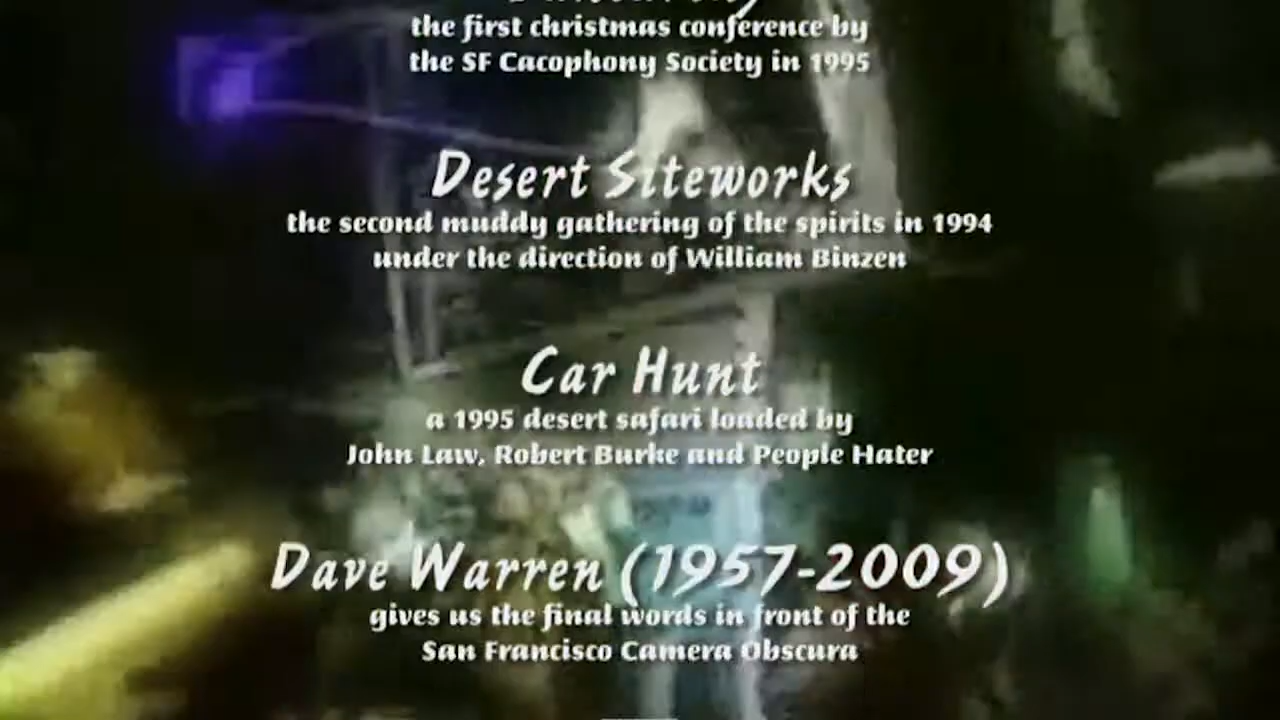 the first christmas conference by
the SF Cacophony Society in 1995
Desert Siteworks
the second muddy gathering of the spirits in 1994
under the direction of William Binzen
Car Hunt
a 1995 desert safari loaded by
John Law, Robert Burke and People Hater
Dave Warren (1957-2009)
gives us the final words in front of the
San Francisco Camera Obscura